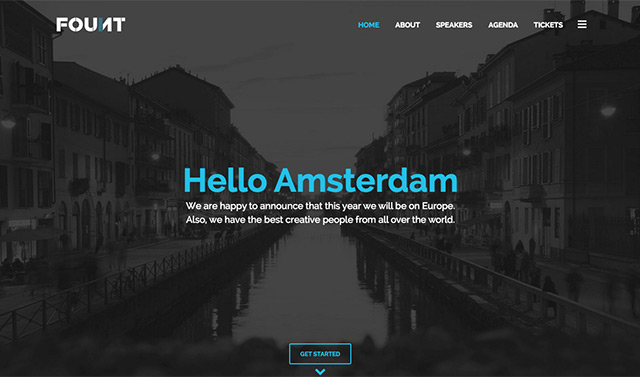 FOUNT
HOME ABOUT SPEAKERS AGENDA TICKETS
Hello Amsterdam
We are happy to announce that this year we will be on Europe.
Also, we have the best creative people from all over the world.
GET STARTED